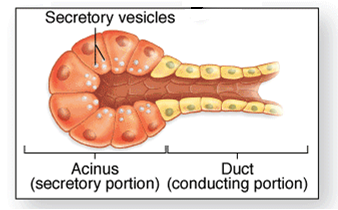 Secretory vesicles
Acinus
(secretory portion)
Duct
(conducting portion)